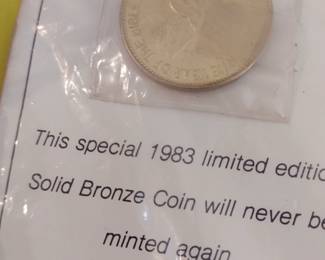 This special 1983 limited editio
Solid Bronze Coin will never be
minted again